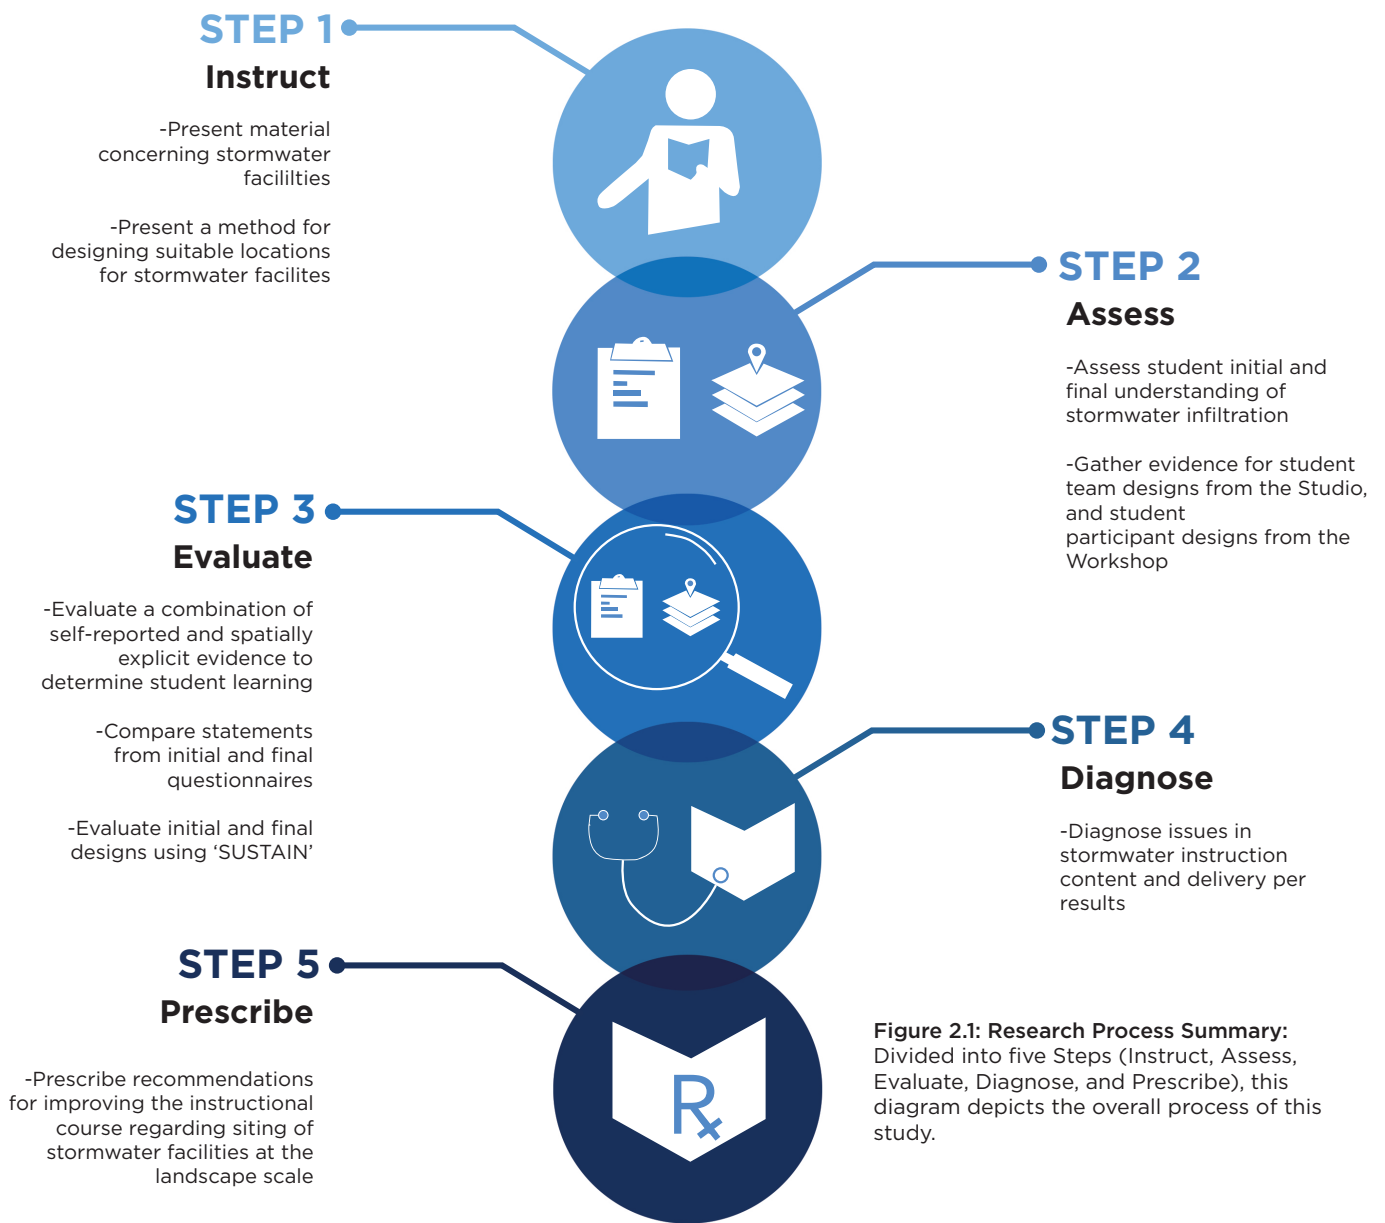 STEP 1
Instruct
-Present material
concerning stormwater
facililties
-Present a method for
designing suitable locations
for stormwater facilites
STEP 2
Assess
-Assess student initial and
final understanding of
stormwater infiltration
-Gather evidence for student
team designs from the Studio,
and student
participant designs from the
Workshop
STEP 3
Evaluate
-Evaluate a combination of
self-reported and spatially
explicit evidence to
determine student learning
-Compare statements
from initial and final
questionnaires
-Evaluate initial and final
designs using ‘SUSTAIN’
STEP 4
Diagnose
-Diagnose issues in
stormwater instruction
content and delivery per
results
STEP 5
Prescribe
-Prescribe recommendations
for improving the instructional
course regarding siting of
stormwater facilities at the
landscape scale
℞
Figure 2.1: Research Process Summary:
Divided into five Steps (Instruct, Assess,
Evaluate, Diagnose, and Prescribe), this
diagram depicts the overall process of this
study.